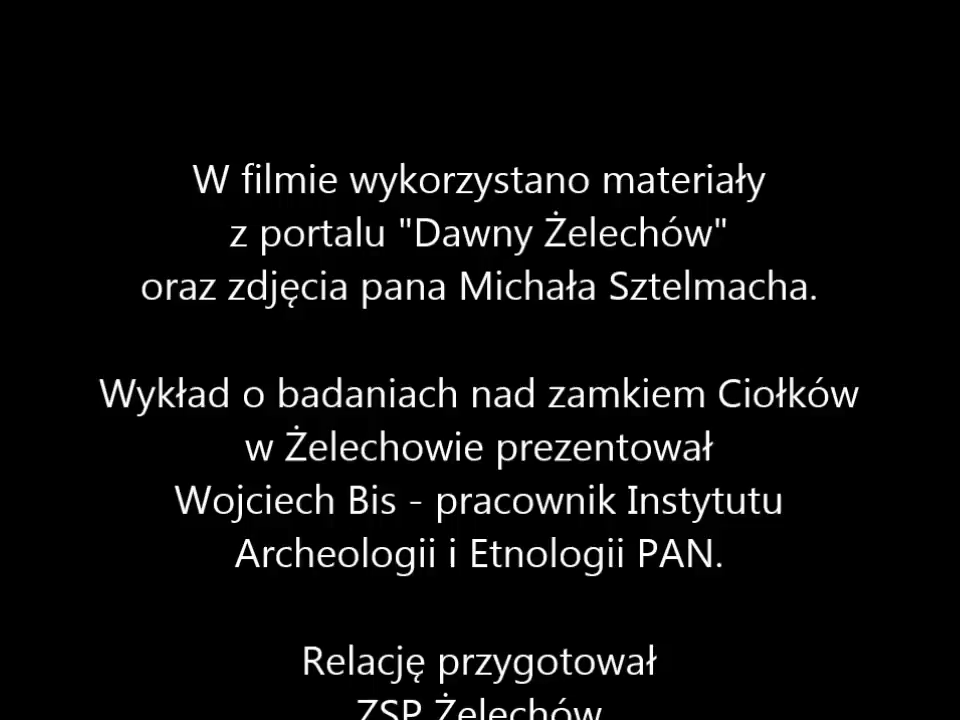 W filmie wykorzystano materiały
z portalu "Dawny Żelechów"
oraz zdjęcia pana Michała Sztelmacha.
Wykład o badaniach nad zamkiem Ciołków
w Żelechowie prezentował
Wojciech Bis - pracownik Instytutu
Archeologii i Etnologii PAN.
Relację przygotował
ZSP Żelechów